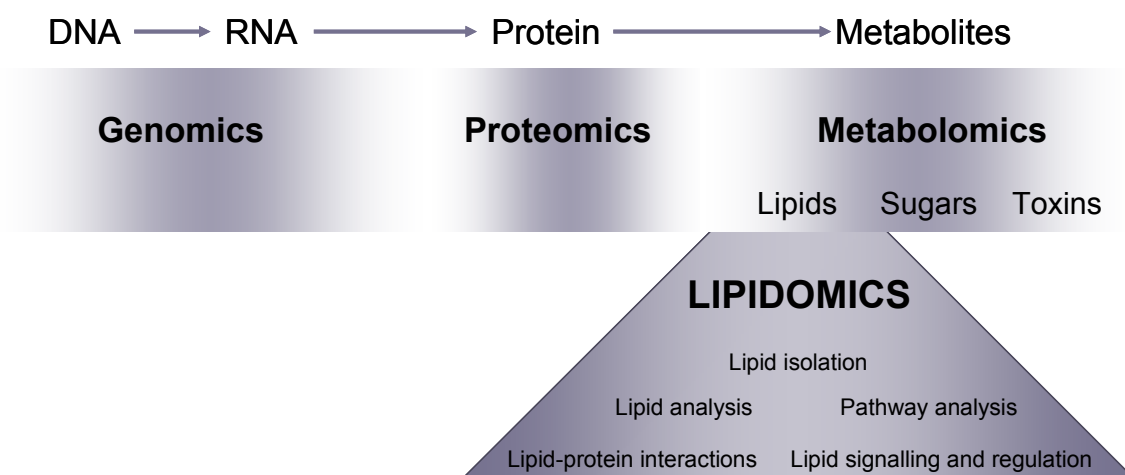 DNA RNA Protein Metabolites
Genomics Proteomics Metabolomics
Lipids Sugars Toxins
LIPIDOMICS
Lipid isolation
Lipid analysis Pathway analysis
Lipid-protein interactions Lipid signalling and regulation